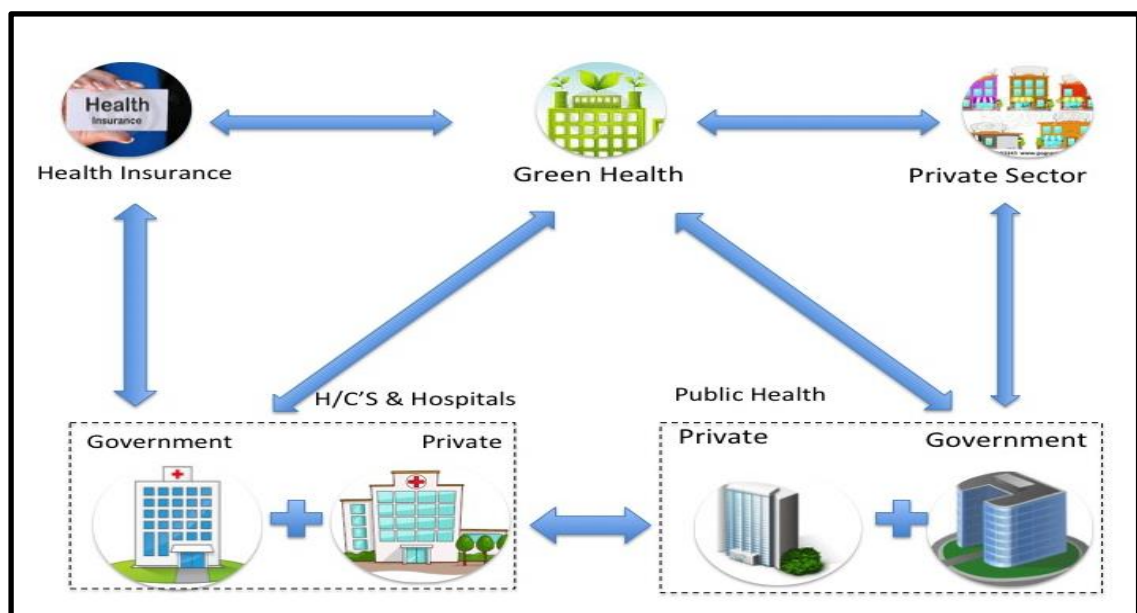 Health
Insurance
Health Insurance
Green Health
Private Sector
H/C'S & Hospitals
Public Health
Government
Private
Private
Government